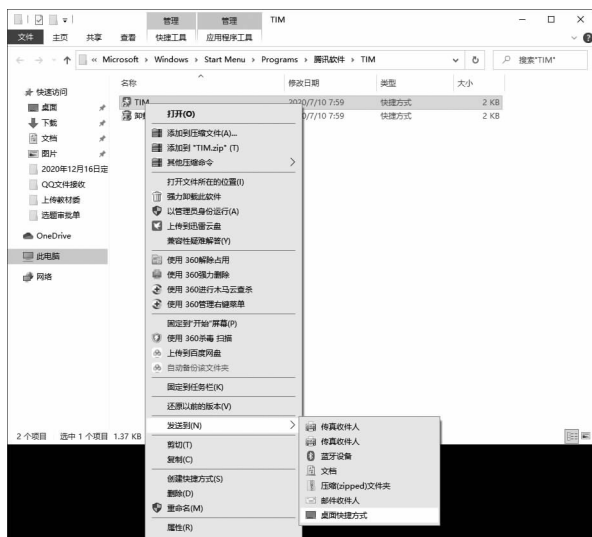 管理 管理 TIM
文件 主页 共享 查看 快捷工具 应用程序工具
« Microsoft > Windows > Start Menu > Programs > 腾讯软件 > TIM 搜索"TIM"
名称 修改日期 类型 大小
快速访问
桌面
下载
文档
图片
2020年12月16日定
QQ文件接收
上传教材委
选题审批单
OneDrive
此电脑
网络
TIM 2020/7/10 7:59 快捷方式 2 KB
卸 7/10 7:59 快捷方式 2 KB
打开(O)
添加到压缩文件(A)...
添加到 "TIM.zip" (T)
其他压缩命令
打开文件所在的位置(I)
强力卸载此软件
以管理员身份运行(A)
上传到迅雷云盘
兼容性疑难解答(Y)
使用 360解除占用
使用 360强力删除
使用 360进行木马云查杀
使用 360管理右键菜单
固定到"开始"屏幕(P)
使用 360杀毒 扫描
上传到百度网盘
自动备份该文件夹
固定到任务栏(K)
还原以前的版本(V)
发送到(N)
剪切(T)
复制(C)
创建快捷方式(S)
删除(D)
重命名(M)
属性(R)
传真收件人
传真收件人
蓝牙设备
文档
压缩(zipped)文件夹
邮件收件人
桌面快捷方式
2 个项目 选中 1 个项目 1.37 KB